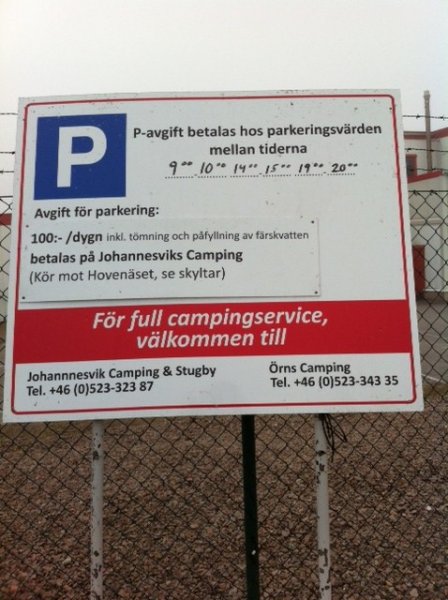 P
P-avgift betalas hos parkeringsvärden
mellan tiderna
9⁰⁰ 10⁰⁰ 14⁰⁰ 15⁰⁰ 19⁰⁰ 20⁰⁰
Avgift för parkering:
100:- /dygn inkl. tömning och påfyllning av färskvatten
betalas på Johannesviks Camping
(Kör mot Hovenäset, se skyltar)
För full campingservice,
välkommen till
Johannnesvik Camping & Stugby
Tel. +46 (0)523-323 87
Örns Camping
Tel. +46 (0)523-343 35